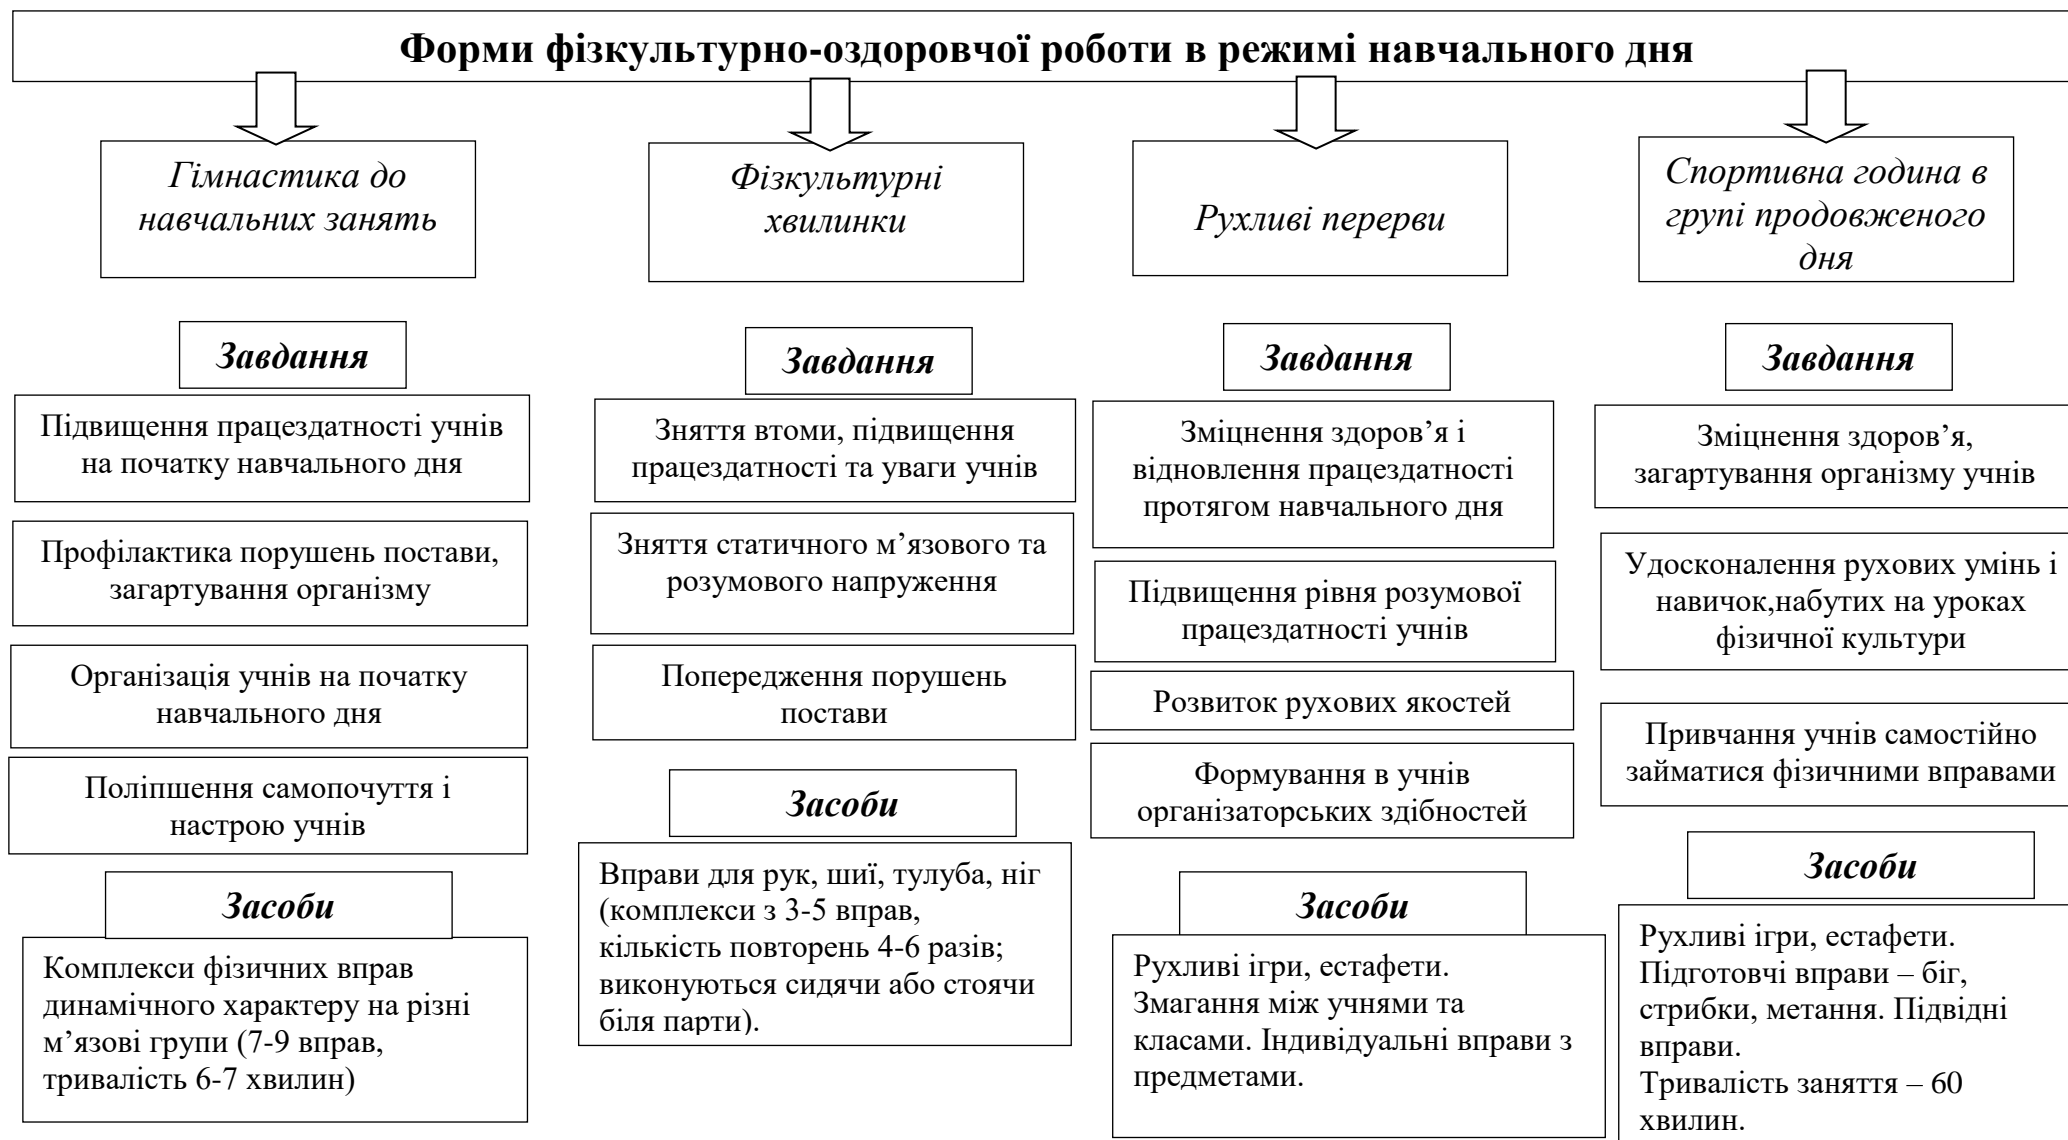 Форми фізкультурно-оздоровчої роботи в режимі навчального дня
Гімнастика до
навчальних занять
Завдання
Підвищення працездатності учнів
на початку навчального дня
Профілактика порушень постави,
загартування організму
Організація учнів на початку
навчального дня
Поліпшення самопочуття і
настрою учнів
Засоби
Комплекси фізичних вправ
динамічного характеру на різні
м’язові групи (7-9 вправ,
тривалість 6-7 хвилин)
Фізкультурні
хвилинки
Завдання
Зняття втоми, підвищення
працездатності та уваги учнів
Зняття статичного м’язового та
розумового напруження
Попередження порушень
постави
Засоби
Вправи для рук, шиї, тулуба, ніг
(комплекси з 3-5 вправ,
кількість повторень 4-6 разів;
виконуються сидячи або стоячи
біля парти).
Рухливі перерви
Завдання
Зміцнення здоров’я і
відновлення працездатності
протягом навчального дня
Підвищення рівня розумової
працездатності учнів
Розвиток рухових якостей
Формування в учнів
організаторських здібностей
Засоби
Рухливі ігри, естафети.
Змагання між учнями та
класами. Індивідуальні вправи з
предметами.
Спортивна година в
групі продовженого
дня
Завдання
Зміцнення здоров’я,
загартування організму учнів
Удосконалення рухових умінь і
навичок,набутих на уроках
фізичної культури
Привчання учнів самостійно
займатися фізичними вправами
Засоби
Рухливі ігри, естафети.
Підготовчі вправи – біг,
стрибки, метання. Підвідні
вправи.
Тривалість заняття – 60
хвилин.